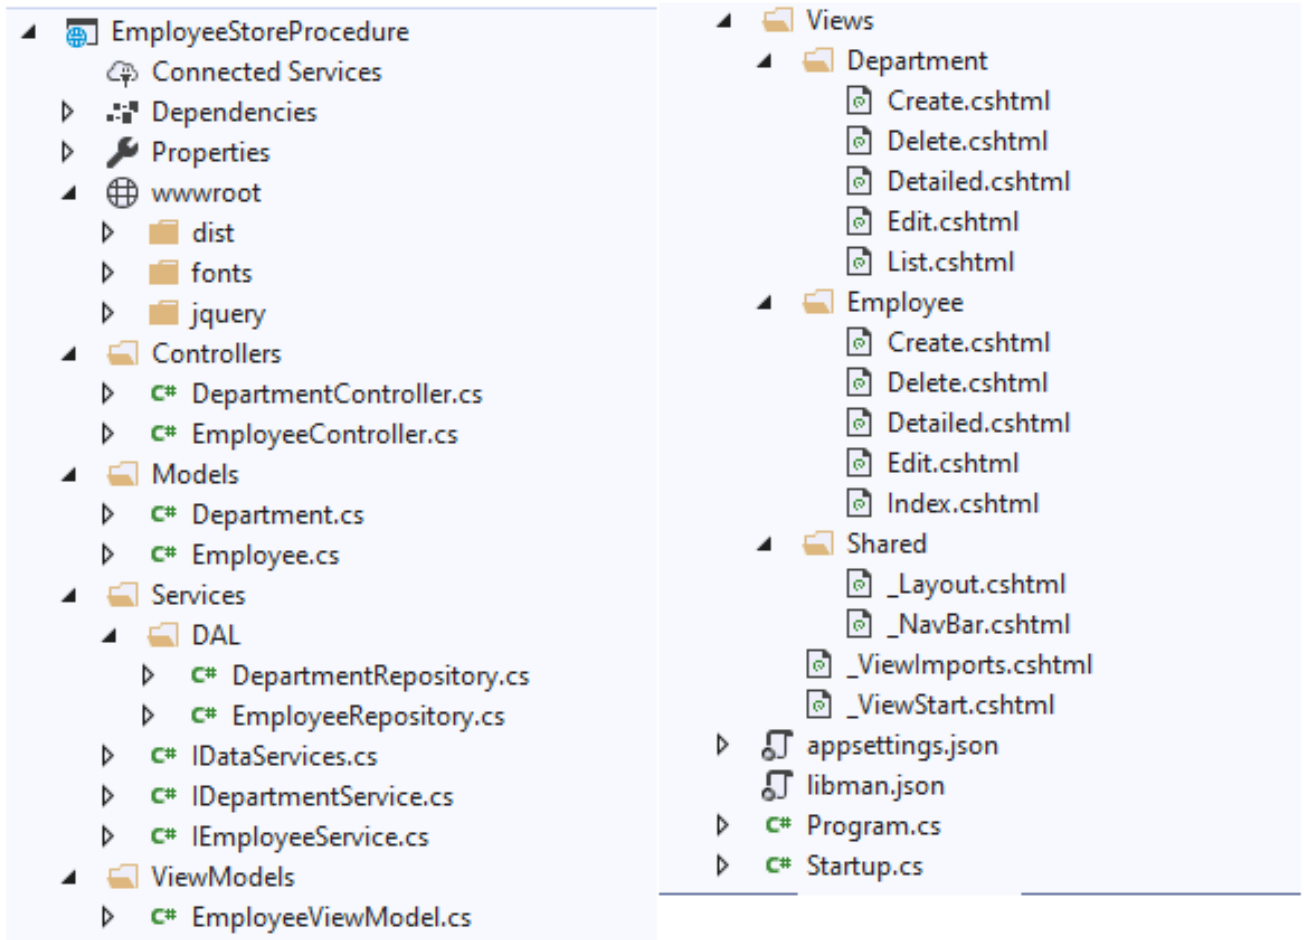 EmployeeStoreProcedure
Connected Services
Dependencies
Properties
wwwroot
dist
fonts
jquery
Controllers
C# DepartmentController.cs
C# EmployeeController.cs
Models
C# Department.cs
C# Employee.cs
Services
DAL
C# DepartmentRepository.cs
C# EmployeeRepository.cs
C# IDataServices.cs
C# IDepartmentService.cs
C# IEmployeeService.cs
ViewModels
C# EmployeeViewModel.cs
Views
Department
Create.cshtml
Delete.cshtml
Detailed.cshtml
Edit.cshtml
List.cshtml
Employee
Create.cshtml
Delete.cshtml
Detailed.cshtml
Edit.cshtml
Index.cshtml
Shared
_Layout.cshtml
_NavBar.cshtml
_ViewImports.cshtml
_ViewStart.cshtml
appsettings.json
libman.json
C# Program.cs
C# Startup.cs